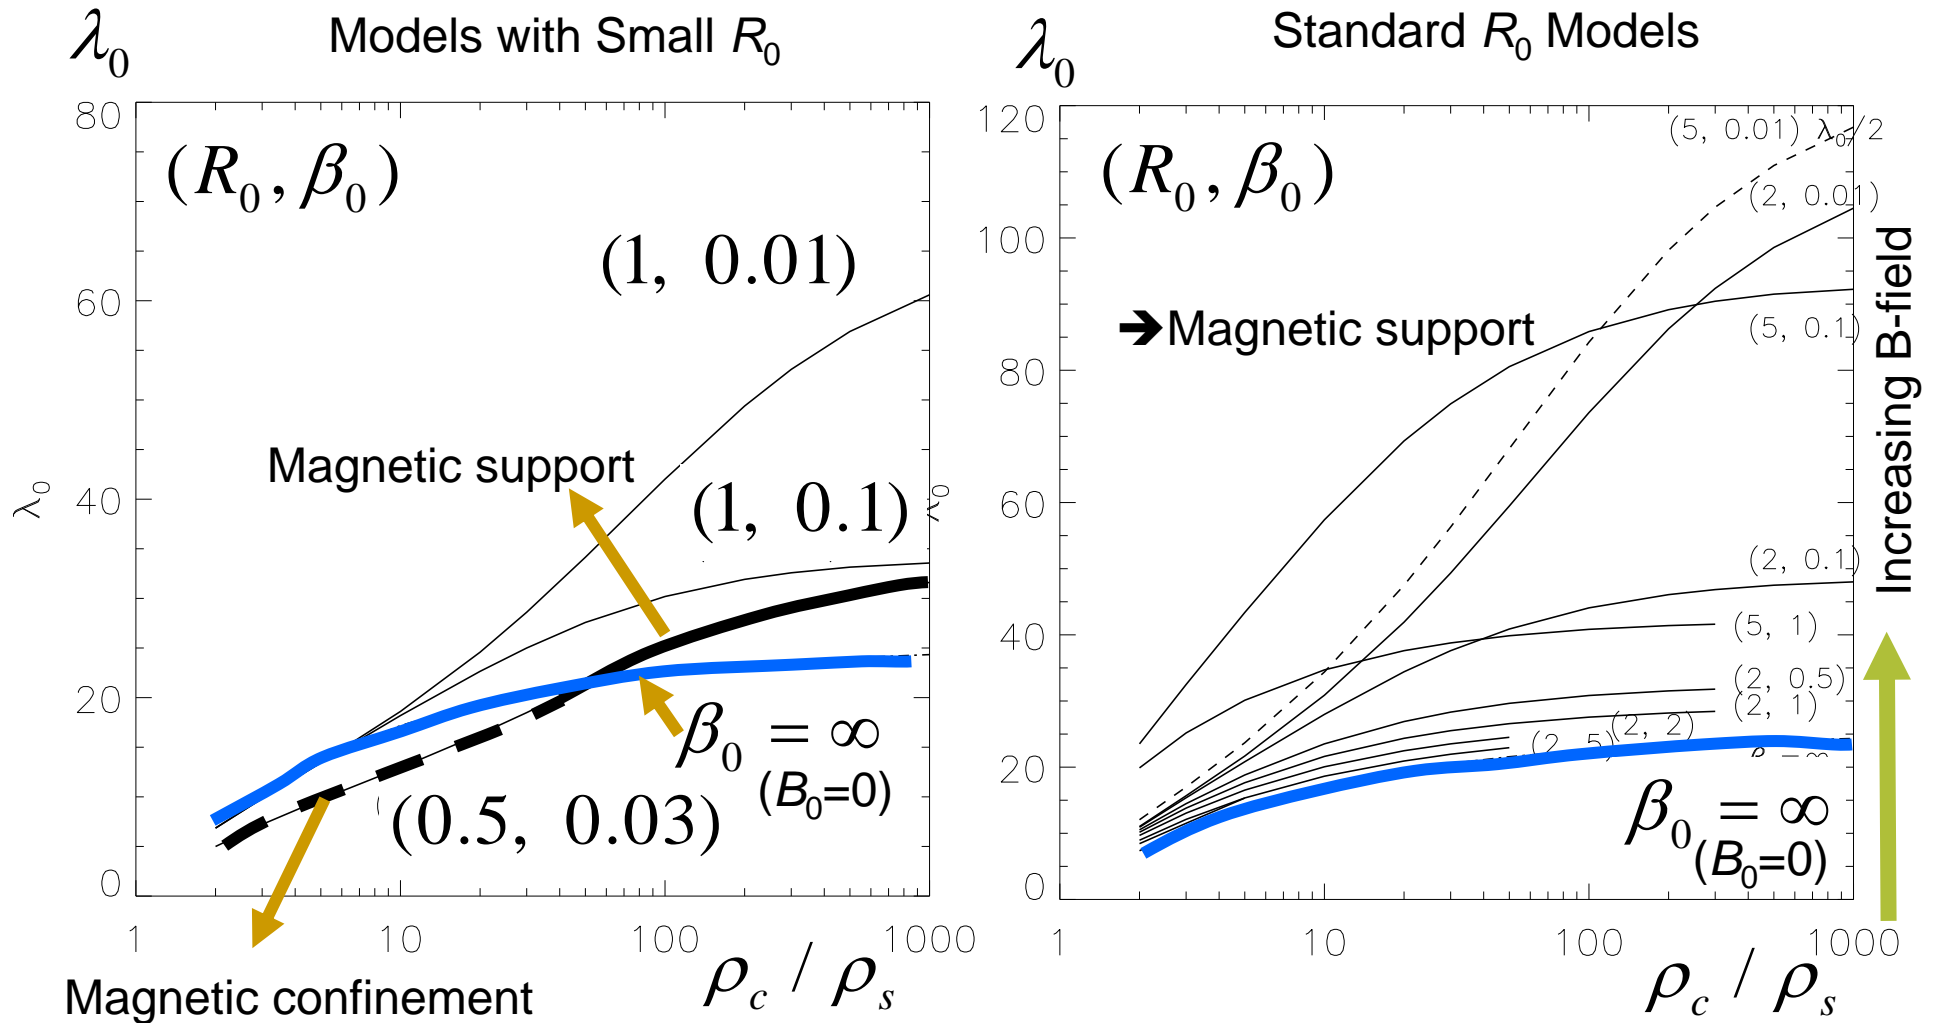 Models with Small R₀
λ₀
80
60
40
20
0
λ₀
(R₀, β₀)
(1, 0.01)
Magnetic support
(1, 0.1)
β₀ = ∞
(B₀=0)
(0.5, 0.03)
1
10
100
1000
ρc / ρs
Magnetic confinement
Standard R₀ Models
λ₀
120
100
80
60
40
20
0
λ₀
(R₀, β₀)
(5, 0.01) λ₀/2
(2, 0.01)
➔Magnetic support
(5, 0.1)
(2, 0.1)
(5, 1)
(2, 0.5)
(2, 1)
(2, 2)
(2, 5)
β₀ = ∞
(B₀=0)
1
10
100
1000
ρc / ρs
Increasing B-field